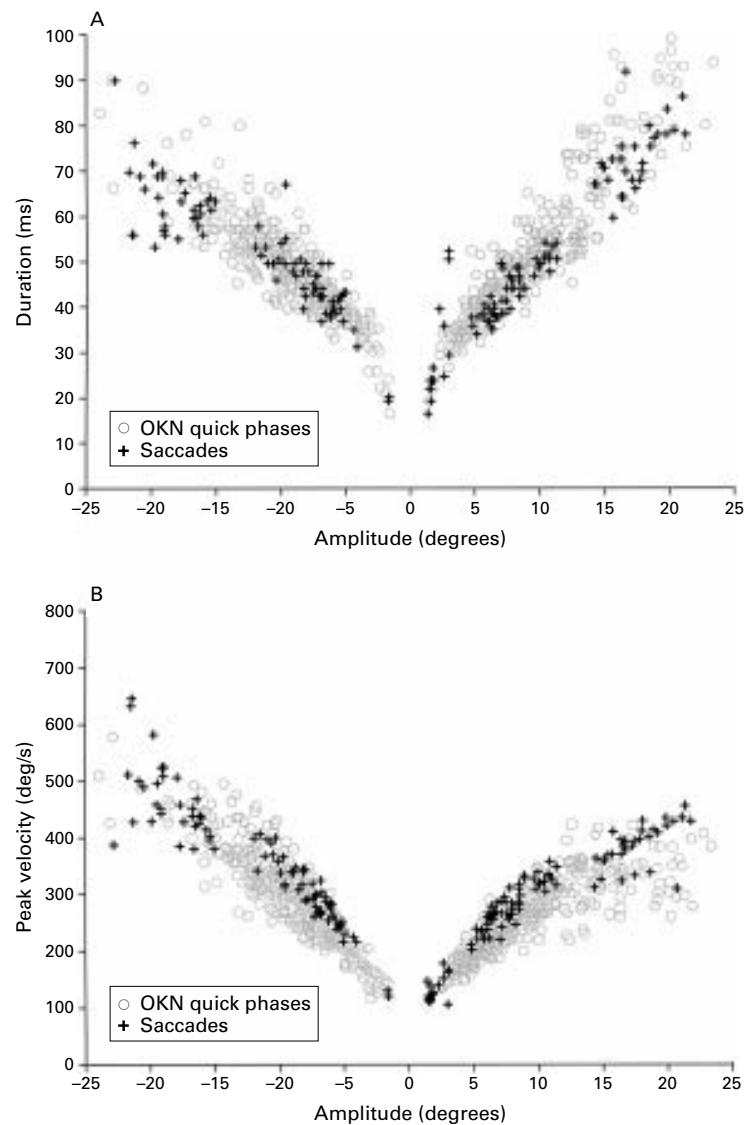 A
Duration (ms)
100
90
80
70
60
50
40
30
20
10
0
OKN quick phases
Saccades
–25 –20 –15 –20 –5 0 5 10 15 20 25
Amplitude (degrees)
B
Peak velocity (deg/s)
800
700
600
500
400
300
200
100
0
OKN quick phases
Saccades
–25 –20 –15 –20 –5 0 5 10 15 20 25
Amplitude (degrees)